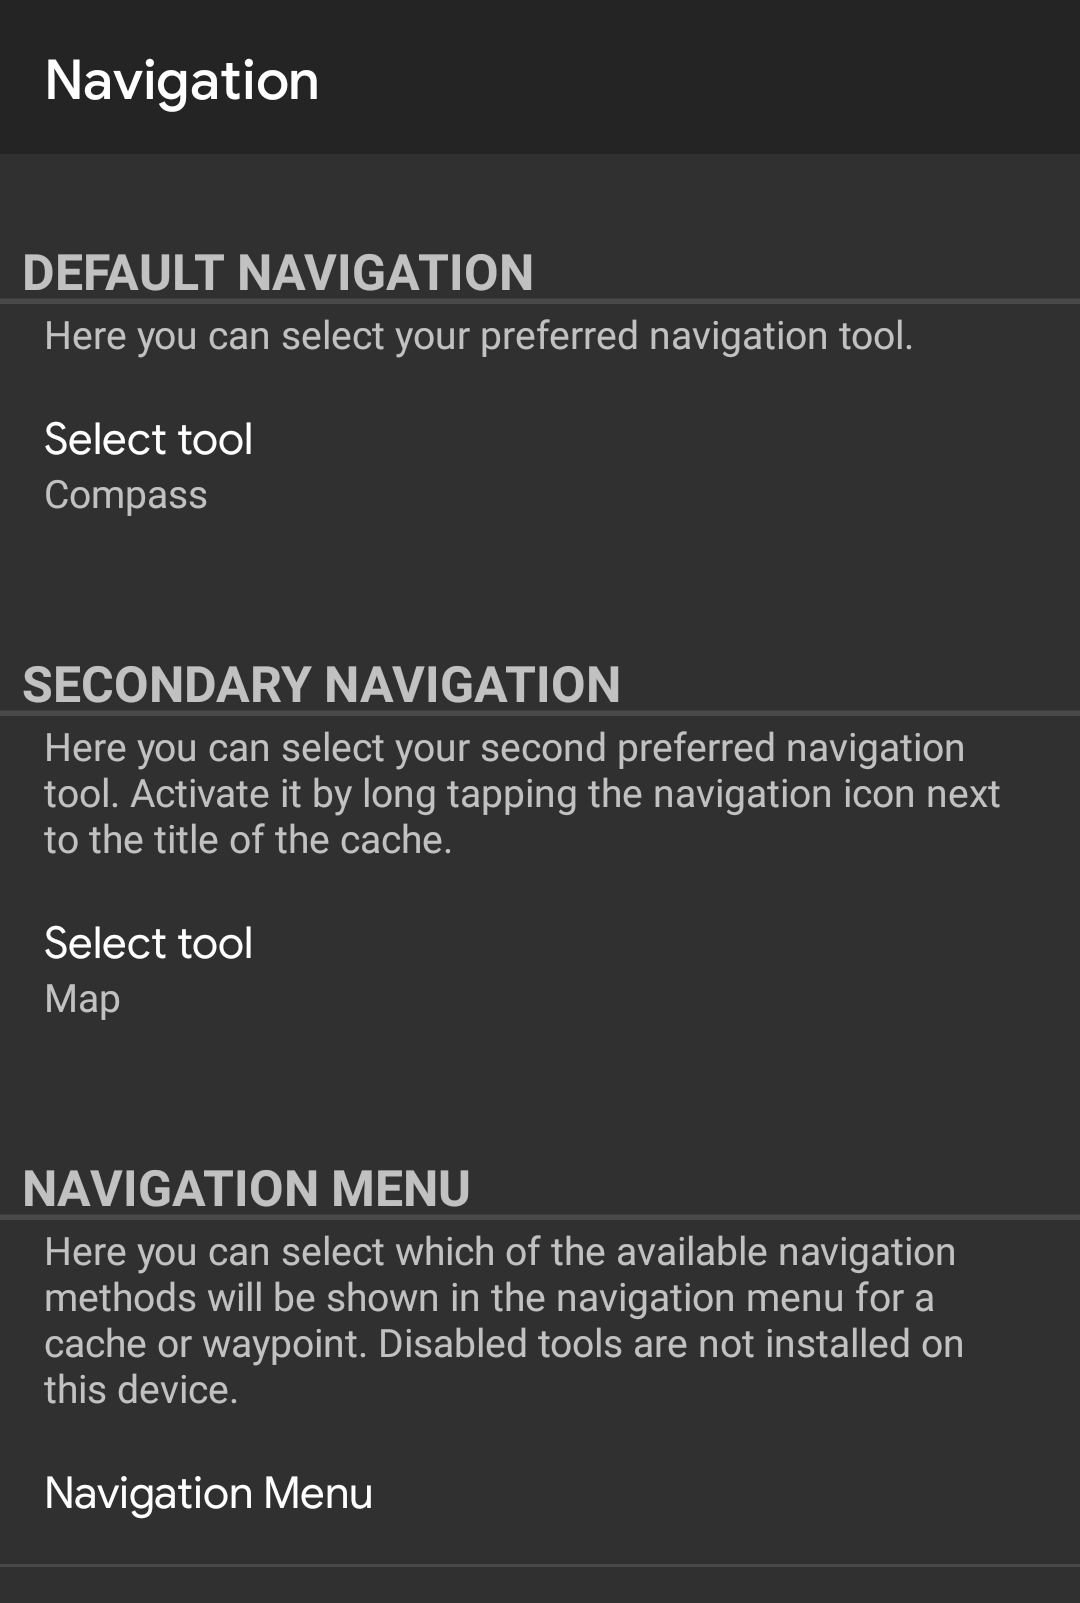 Navigation
DEFAULT NAVIGATION
Here you can select your preferred navigation tool.
Select tool
Compass
SECONDARY NAVIGATION
Here you can select your second preferred navigation
tool. Activate it by long tapping the navigation icon next
to the title of the cache.
Select tool
Map
NAVIGATION MENU
Here you can select which of the available navigation
methods will be shown in the navigation menu for a
cache or waypoint. Disabled tools are not installed on
this device.
Navigation Menu